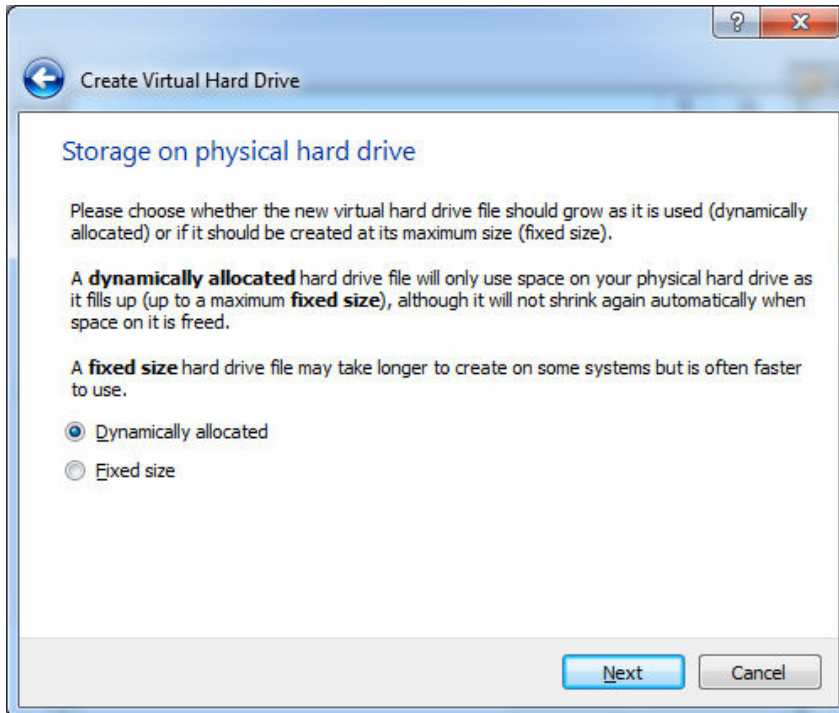 Create Virtual Hard Drive
Storage on physical hard drive
Please choose whether the new virtual hard drive file should grow as it is used (dynamically
allocated) or if it should be created at its maximum size (fixed size).
A dynamically allocated hard drive file will only use space on your physical hard drive as
it fills up (up to a maximum fixed size), although it will not shrink again automatically when
space on it is freed.
A fixed size hard drive file may take longer to create on some systems but is often faster
to use.
Dynamically allocated
Fixed size
Next Cancel